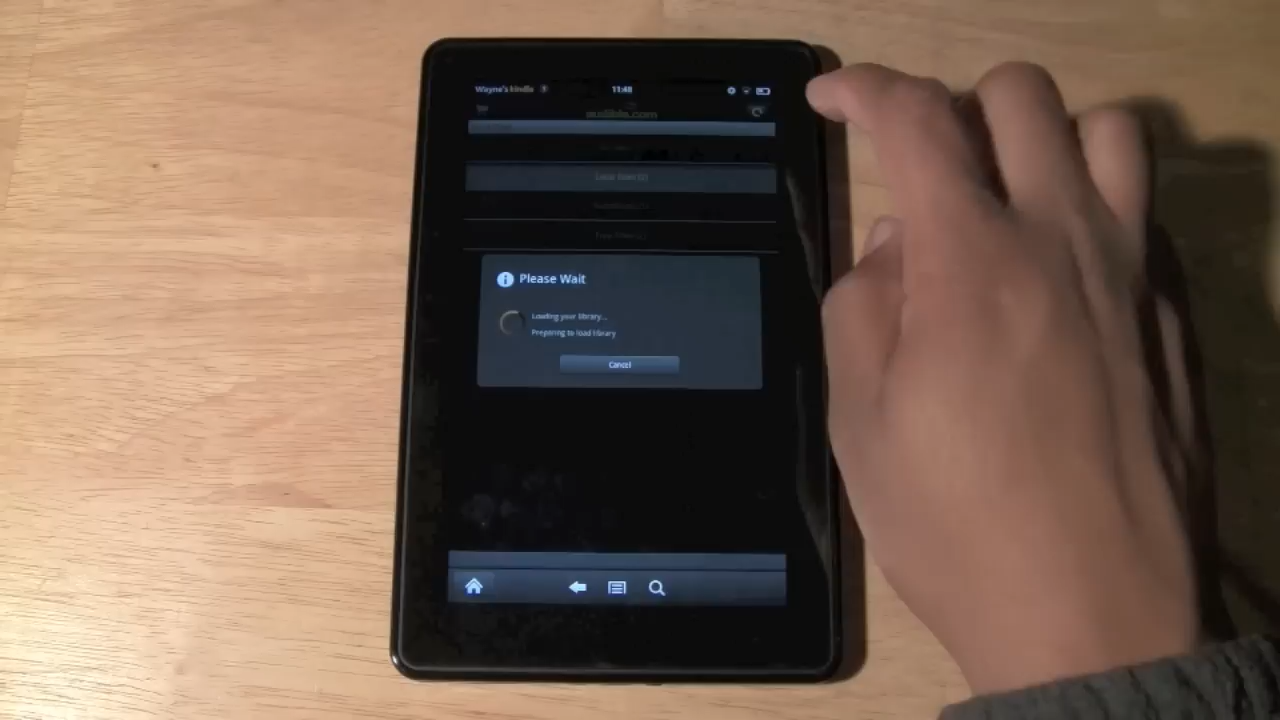 Wayne's kindle 11:48
audible.com
Please Wait
Loading your library...
Preparing to load library
Cancel